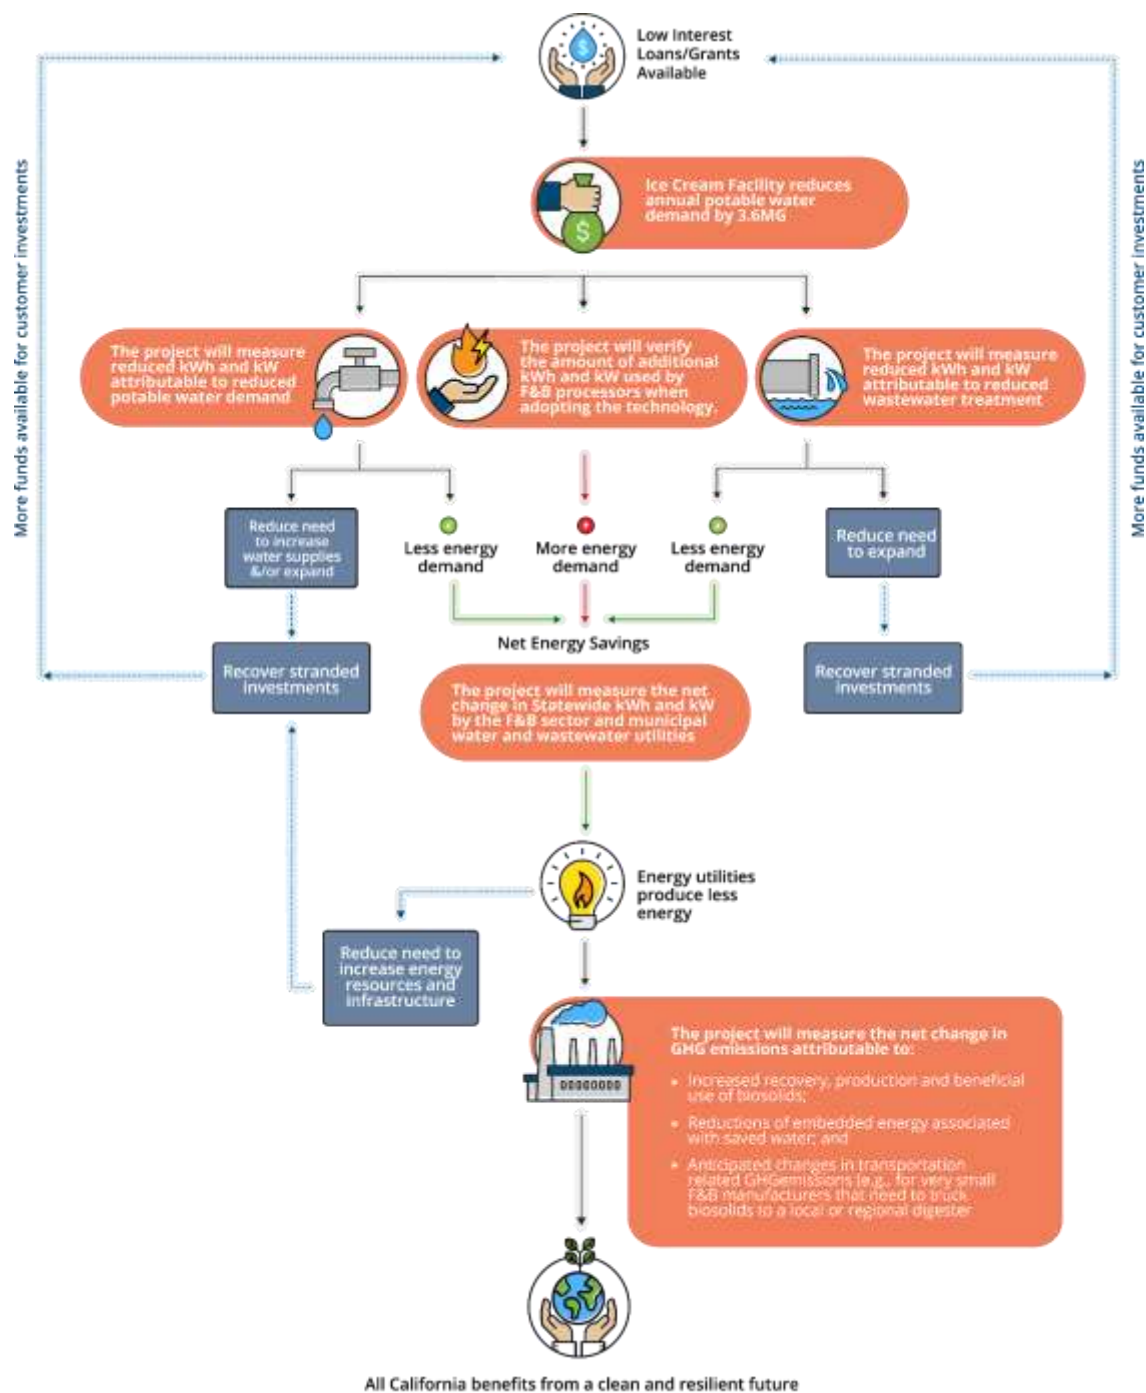 Low Interest
Loans/Grants
Available
More funds available for customer investments
More funds available for customer investments
Ice Cream Facility reduces
annual potable water
demand by 3.6MG
The project will measure
reduced kWh and kW
attributable to reduced
potable water demand
The project will verify
the amount of additional
kWh and kW used by
F&B processors when
adopting the technology.
The project will measure
reduced kWh and kW
attributable to reduced
wastewater treatment
Reduce need
to increase
water supplies
&/or expand
Less energy
demand
More energy
demand
Less energy
demand
Reduce need
to expand
Net Energy Savings
Recover stranded
investments
Recover stranded
investments
The project will measure the net
change in Statewide kWh and kW
by the F&B sector and municipal
water and wastewater utilities
Energy utilities
produce less
energy
Reduce need to
increase energy
resources and
infrastructure
The project will measure the net change in
GHG emissions attributable to:
• Increased recovery, production and beneficial
use of biosolids;
• Reductions of embedded energy associated
with saved water; and
• Anticipated changes in transportation
related GHGemissions (e.g., for very small
F&B manufacturers that need to truck
biosolids to a local or regional digester
All California benefits from a clean and resilient future